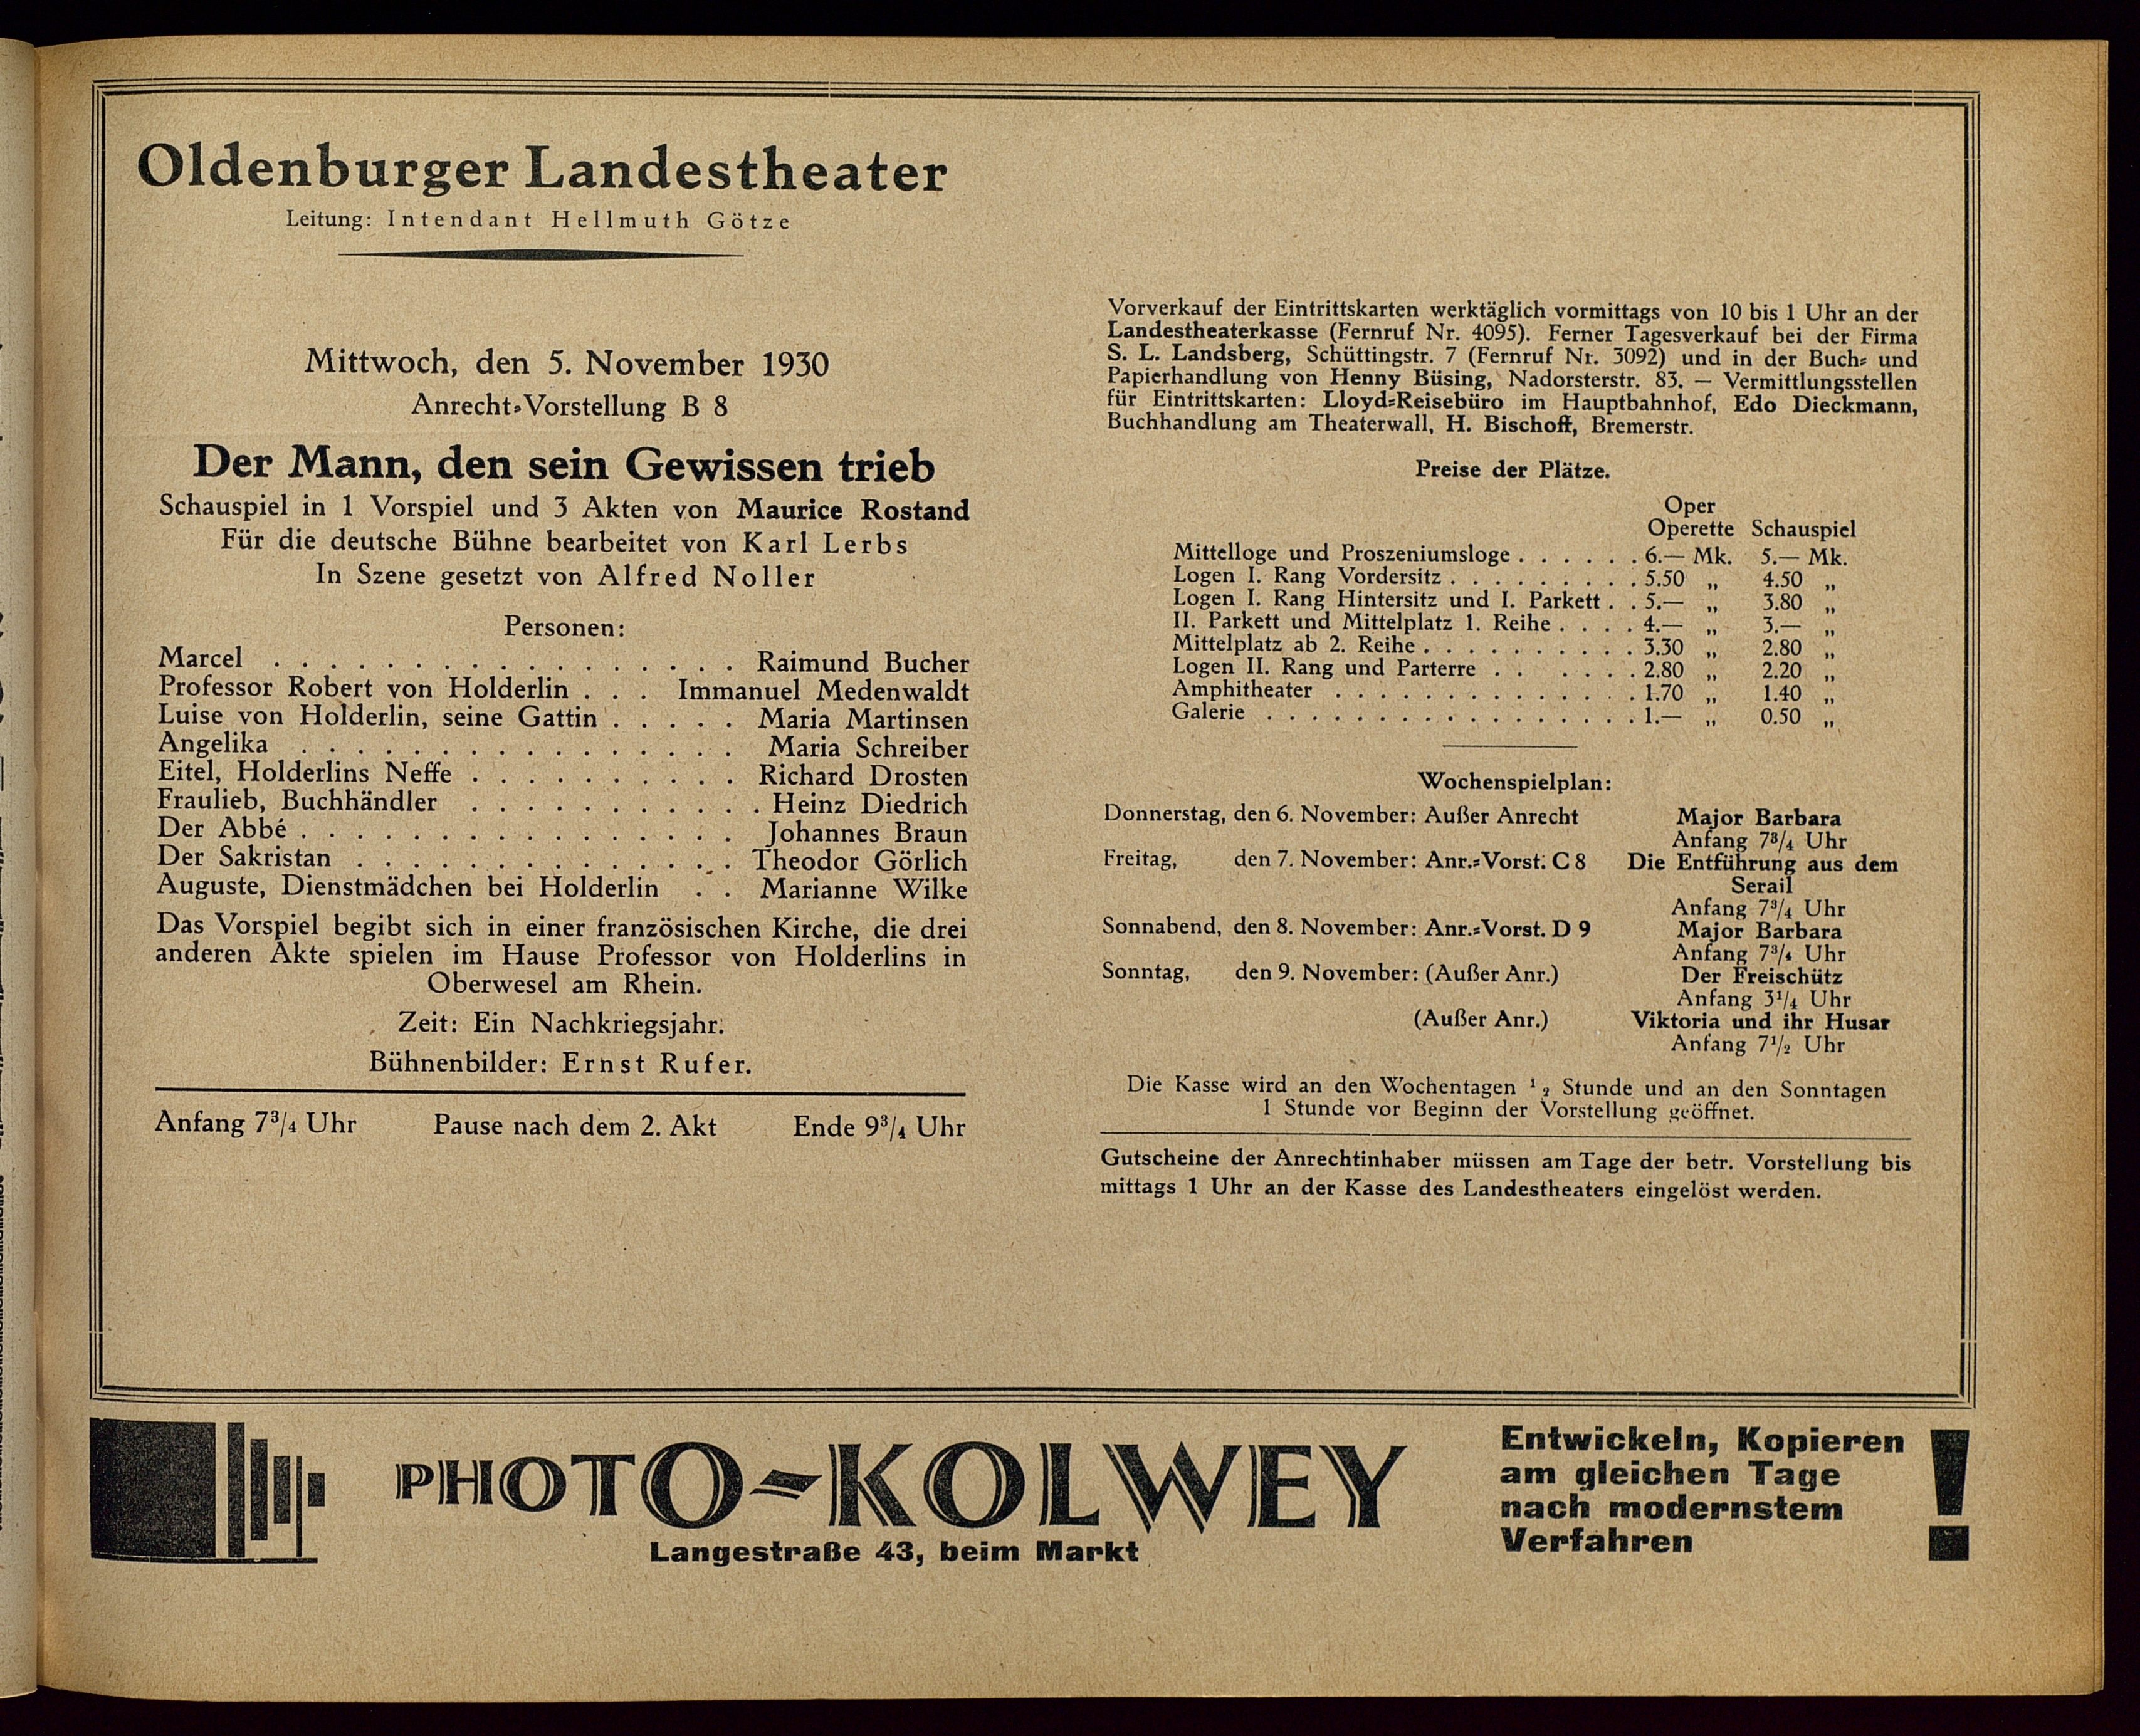 Oldenburger Landestheater
Leitung: Intendant Hellmuth Götze
Mittwoch, den 5. November 1930
Anrecht-Vorstellung B 8
Der Mann, den sein Gewissen trieb
Schauspiel in 1 Vorspiel und 3 Akten von Maurice Rostand
Für die deutsche Bühne bearbeitet von Karl Lerbs
In Szene gesetzt von Alfred Noller
Personen:
Marcel . . . . . . . . . . . . . . . . . Raimund Bucher
Professor Robert von Holderlin . . . Immanuel Medenwaldt
Luise von Holderlin, seine Gattin . . . . . Maria Martinsen
Angelika . . . . . . . . . . . . . . . . Maria Schreiber
Eitel, Holderlins Neffe . . . . . . . . . . Richard Drosten
Fraulieb, Buchhändler . . . . . . . . . . . Heinz Diedrich
Der Abbé . . . . . . . . . . . . . . . . Johannes Braun
Der Sakristan . . . . . . . . . . . . . . Theodor Görlich
Auguste, Dienstmädchen bei Holderlin . . Marianne Wilke
Das Vorspiel begibt sich in einer französischen Kirche, die drei
anderen Akte spielen im Hause Professor von Holderlins in
Oberwesel am Rhein.
Zeit: Ein Nachkriegsjahr.
Bühnenbilder: Ernst Rufer.
Anfang 7³/₄ Uhr Pause nach dem 2. Akt Ende 9³/₄ Uhr
Vorverkauf der Eintrittskarten werktäglich vormittags von 10 bis 1 Uhr an der
Landestheaterkasse (Fernruf Nr. 4095). Ferner Tagesverkauf bei der Firma
S. L. Landsberg, Schüttingstr. 7 (Fernruf Nr. 3092) und in der Buch- und
Papierhandlung von Henny Büsing, Nadorsterstr. 83. — Vermittlungsstellen
für Eintrittskarten: Lloyd-Reisebüro im Hauptbahnhof, Edo Dieckmann,
Buchhandlung am Theaterwall, H. Bischoff, Bremerstr.
Preise der Plätze.
Oper
Operette Schauspiel
Mittelloge und Proszeniumsloge . . . . . . 6.— Mk. 5.— Mk.
Logen I. Rang Vordersitz . . . . . . . . . 5.50 „ 4.50 „
Logen I. Rang Hintersitz und I. Parkett . . 5.— „ 3.80 „
II. Parkett und Mittelplatz 1. Reihe . . . . 4.— „ 3.— „
Mittelplatz ab 2. Reihe . . . . . . . . . . 3.30 „ 2.80 „
Logen II. Rang und Parterre . . . . . . 2.80 „ 2.20 „
Amphitheater . . . . . . . . . . . . . . 1.70 „ 1.40 „
Galerie . . . . . . . . . . . . . . . . . 1.— „ 0.50 „
Wochenspielplan:
Donnerstag, den 6. November: Außer Anrecht Major Barbara
Anfang 7³/₄ Uhr
Freitag, den 7. November: Anr.-Vorst. C 8 Die Entführung aus dem
Serail
Anfang 7³/₄ Uhr
Sonnabend, den 8. November: Anr.-Vorst. D 9 Major Barbara
Anfang 7³/₄ Uhr
Sonntag, den 9. November: (Außer Anr.) Der Freischütz
Anfang 3¹/₄ Uhr
(Außer Anr.) Viktoria und ihr Husar
Anfang 7¹/₂ Uhr
Die Kasse wird an den Wochentagen ¹/₂ Stunde und an den Sonntagen
1 Stunde vor Beginn der Vorstellung geöffnet.
Gutscheine der Anrechtinhaber müssen am Tage der betr. Vorstellung bis
mittags 1 Uhr an der Kasse des Landestheaters eingelöst werden.
PHOTO-KOLWEY
Langestraße 43, beim Markt
Entwickeln, Kopieren
am gleichen Tage
nach modernstem
Verfahren !